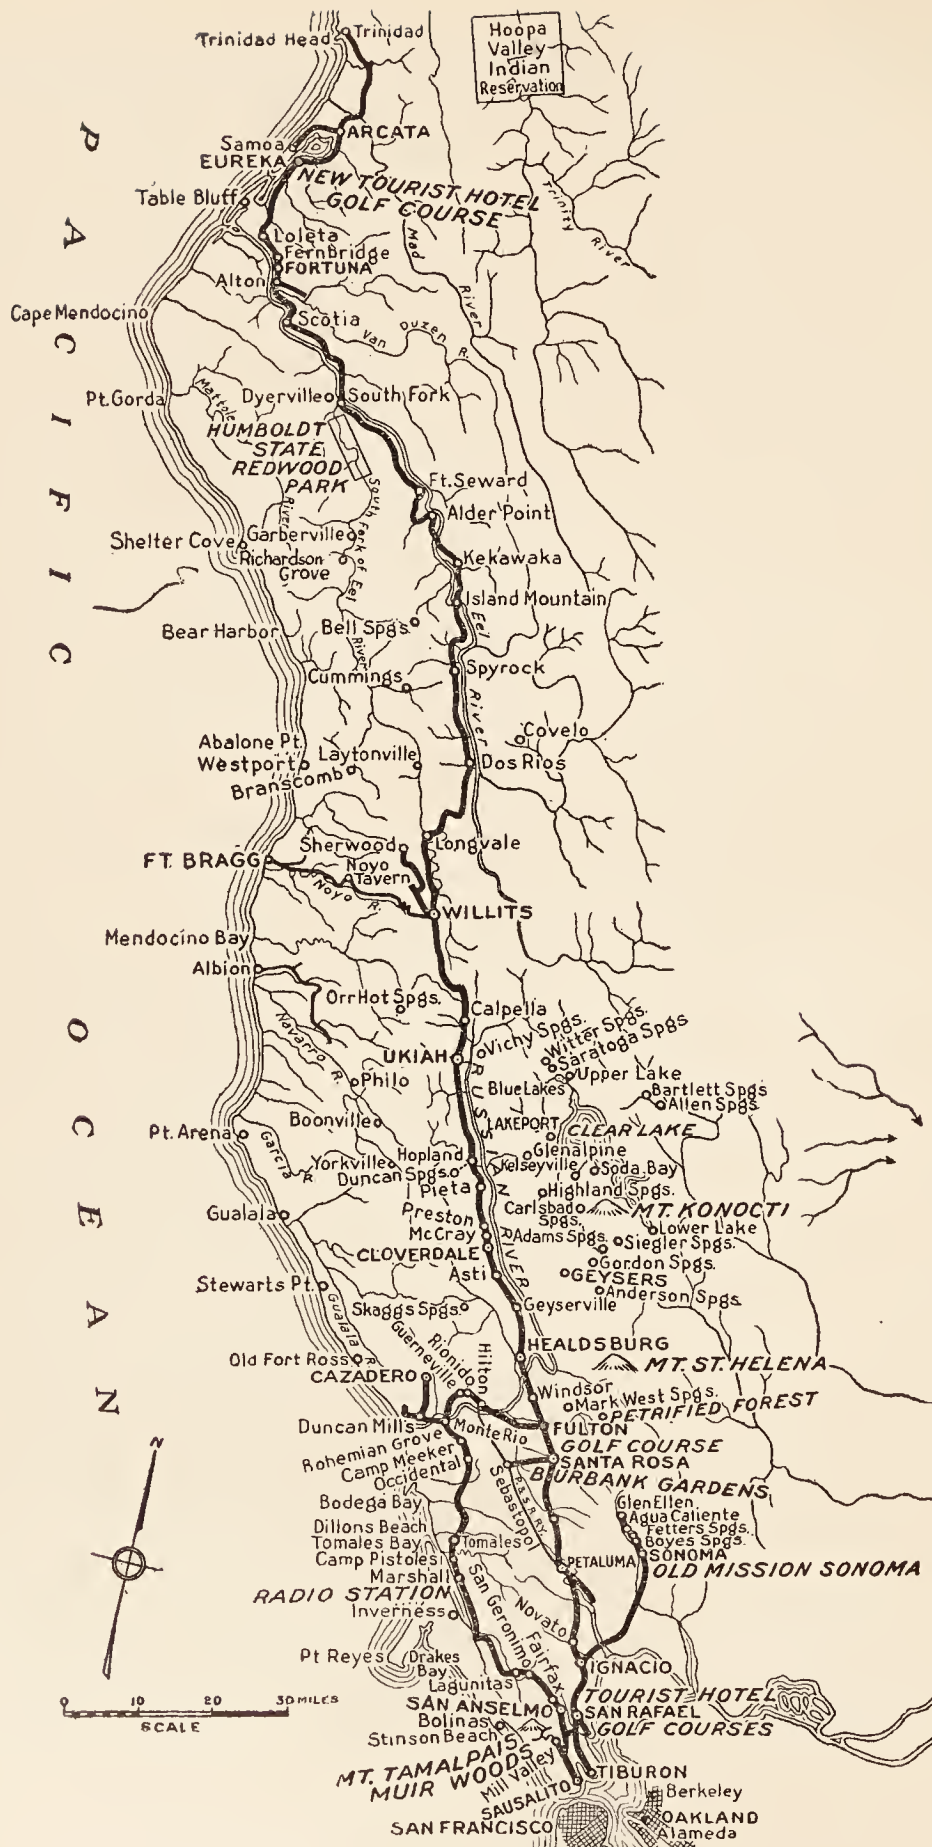 Hoopa
Valley
Indian
Reservation
Trinidad Head
Trinidad
ARCATA
Samoa
EUREKA
NEW TOURIST HOTEL
GOLF COURSE
Table Bluff
Trinity
River
Loleta
Fernbridge
FORTUNA
Mad
River
Alton
Cape Mendocino
Scotia
Van Duzen R.
PACIFIC
OCEAN
Pt. Gorda
Mattole
River
Dyerville
South Fork
HUMBOLDT
STATE
REDWOOD
PARK
Ft. Seward
Alder Point
South Fork of Eel
River
Shelter Cove
Garberville
Richardson
Grove
Kekawaka
Island Mountain
Eel
River
Bear Harbor
Bell Spgs.
Spyrock
Cummings
Covelo
Abalone Pt.
Westport
Branscomb
Laytonville
Dos Rios
Sherwood
Longvale
FT. BRAGG
Noyo
Tavern
Noyo R.
WILLITS
Mendocino Bay
Albion
Orr Hot Spgs.
Calpella
Navarro R.
UKIAH
Vichy Spgs.
Witter Spgs.
Saratoga Spgs
Upper Lake
Blue Lakes
Bartlett Spgs
Allen Spgs.
Philo
RUSSIAN RIVER
LAKEPORT
CLEAR LAKE
Boonville
Pt. Arena
Garcia R.
Hopland
Glenalpine
Kelseyville
Soda Bay
Yorkville
Duncan Spgs.
Pieta
Highland Spgs.
Carlsbad
Spgs.
MT. KONOCTI
Gualala
Preston
McCray
Lower Lake
Adams Spgs.
Siegler Spgs.
CLOVERDALE
Gordon Spgs.
Asti
GEYSERS
Anderson Spgs.
Stewarts Pt.
Gualala R.
Skaggs Spgs.
Geyserville
HEALDSBURG
MT. ST. HELENA
Old Fort Ross
CAZADERO
Guerneville
Rionido
Hilton
Windsor
Mark West Spgs.
PETRIFIED FOREST
Duncan Mills
Monte Rio
FULTON
GOLF COURSE
SANTA ROSA
BURBANK GARDENS
Bohemian Grove
Camp Meeker
Occidental
Sebastopol
P. & S. R. RY.
Bodega Bay
Glen Ellen
Agua Caliente
Fetters Spgs.
Boyes Spgs.
SONOMA
OLD MISSION SONOMA
Dillons Beach
Tomales Bay
Tomales
Camp Pistolesi
Marshall
RADIO STATION
PETALUMA
Inverness
San Geronimo
Novato
Fairfax
Pt Reyes
Drakes
Bay
IGNACIO
Lagunitas
TOURIST HOTEL
SAN ANSELMO
SAN RAFAEL
GOLF COURSES
Bolinas
Stinson Beach
MT. TAMALPAIS
MUIR WOODS
Mill Valley
TIBURON
SAUSALITO
Berkeley
SAN FRANCISCO
OAKLAND
Alameda
N
0 10 20 30 MILES
SCALE